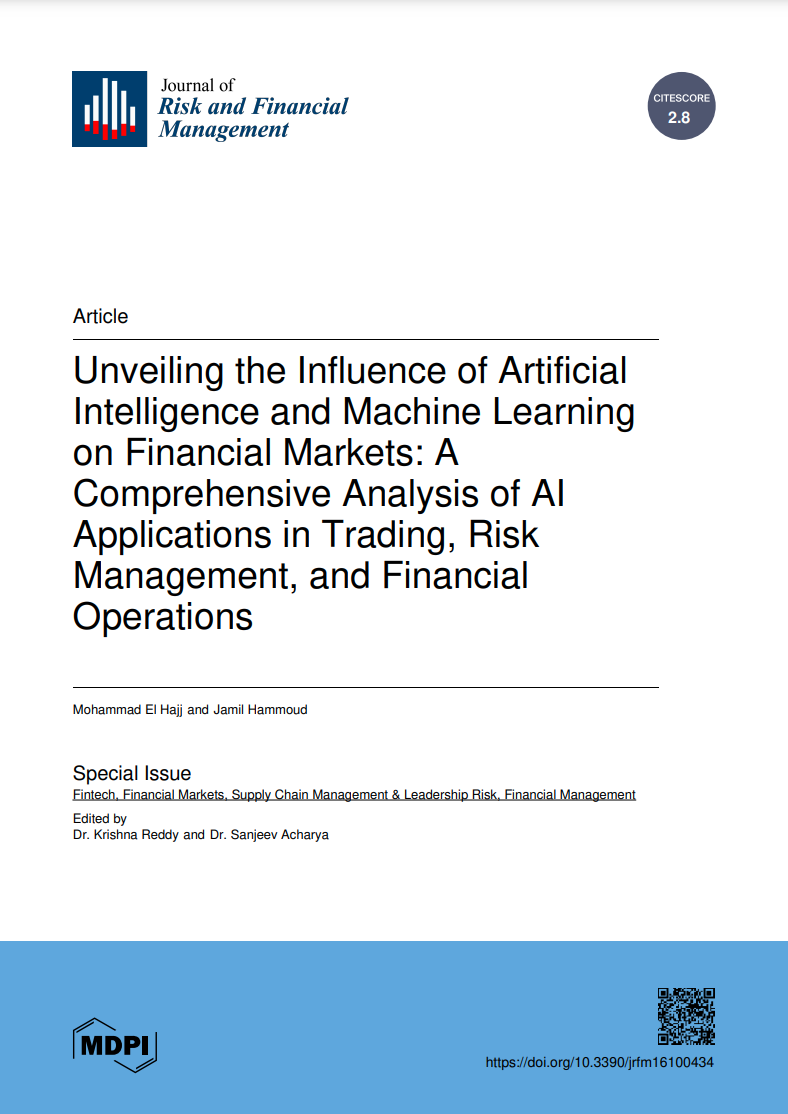 Journal of
Risk and Financial
Management
CITESCORE
2.8
Article
Unveiling the Influence of Artificial
Intelligence and Machine Learning
on Financial Markets: A
Comprehensive Analysis of AI
Applications in Trading, Risk
Management, and Financial
Operations
Mohammad El Hajj and Jamil Hammoud
Special Issue
Fintech, Financial Markets, Supply Chain Management & Leadership Risk, Financial Management
Edited by
Dr. Krishna Reddy and Dr. Sanjeev Acharya
MDPI
https://doi.org/10.3390/jrfm16100434